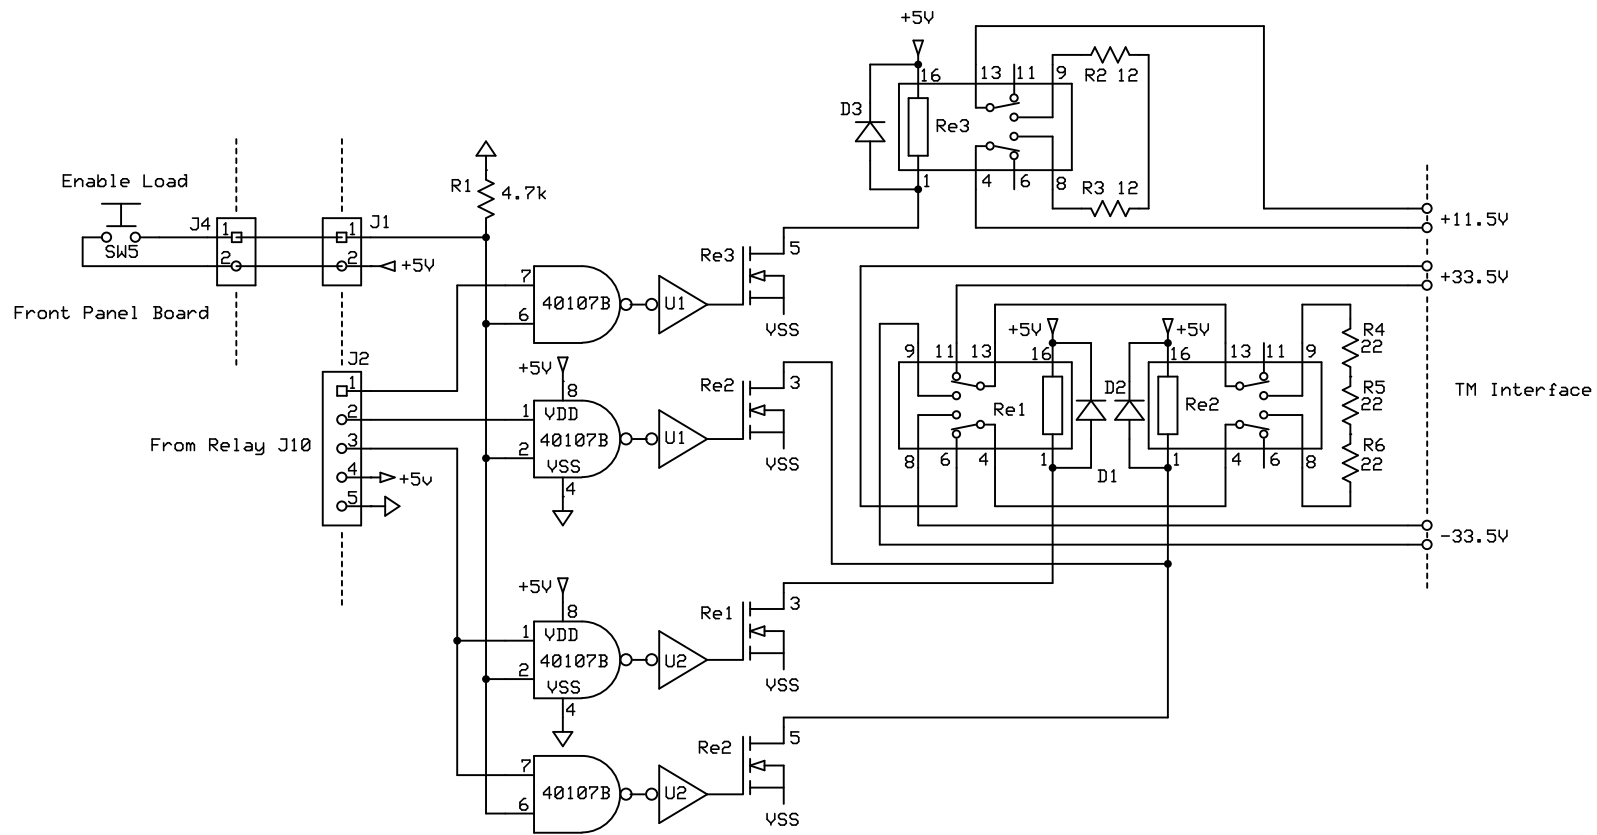 +5V
16
13
11
9
R2 12
D3
Re3
1
4
6
8
R3 12
+11.5V
Enable Load
SW5
J4
1
2
J1
1
2
+5V
R1
4.7k
Front Panel Board
7
6
40107B
U1
Re3
5
VSS
+33.5V
J2
1
2
3
4
5
+5v
From Relay J10
+5V
8
1
2
VDD
40107B
VSS
4
U1
Re2
3
VSS
9
11
13
+5V
16
Re1
8
6
4
1
D1
D2
+5V
16
13
11
9
Re2
1
4
6
8
R4
22
R5
22
R6
22
TM Interface
-33.5V
+5V
8
1
2
VDD
40107B
VSS
4
U2
Re1
3
VSS
7
6
40107B
U2
Re2
5
VSS